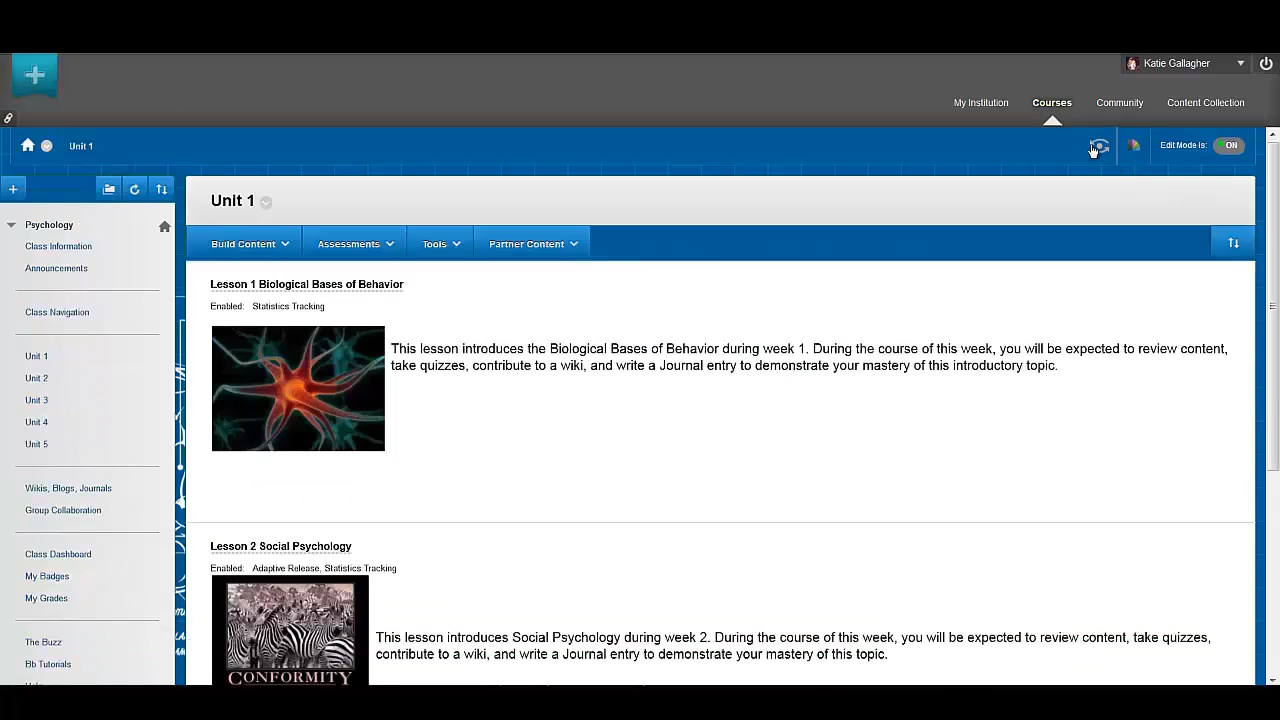 Katie Gallagher
My Institution
Courses
Community
Content Collection
Unit 1
Edit Mode is:
ON
Psychology
Class Information
Announcements
Class Navigation
Unit 1
Unit 2
Unit 3
Unit 4
Unit 5
Wikis, Blogs, Journals
Group Collaboration
Class Dashboard
My Badges
My Grades
The Buzz
Bb Tutorials
Unit 1
Build Content
Assessments
Tools
Partner Content
Lesson 1 Biological Bases of Behavior
Enabled: Statistics Tracking
This lesson introduces the Biological Bases of Behavior during week 1. During the course of this week, you will be expected to review content,
take quizzes, contribute to a wiki, and write a Journal entry to demonstrate your mastery of this introductory topic.
Lesson 2 Social Psychology
Enabled: Adaptive Release, Statistics Tracking
This lesson introduces Social Psychology during week 2. During the course of this week, you will be expected to review content, take quizzes,
contribute to a wiki, and write a Journal entry to demonstrate your mastery of this topic.
CONFORMITY